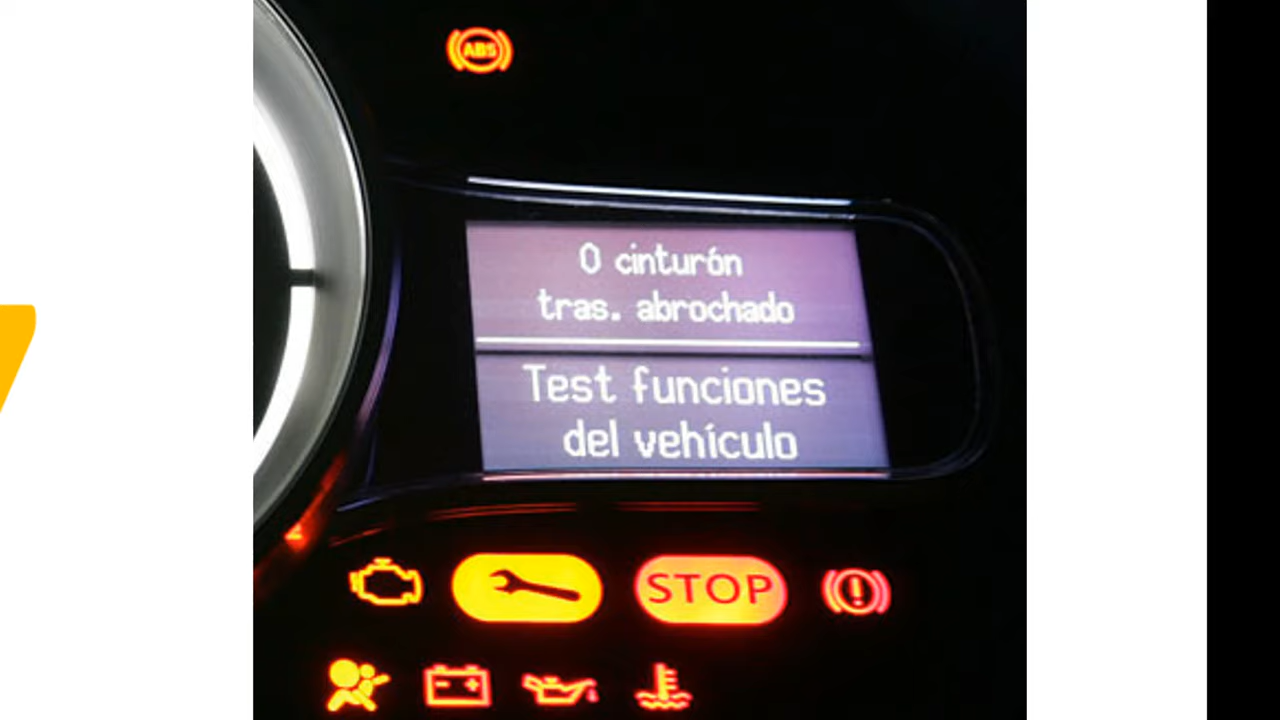 ABS
0 cinturón
tras. abrochado
Test funciones
del vehículo
STOP